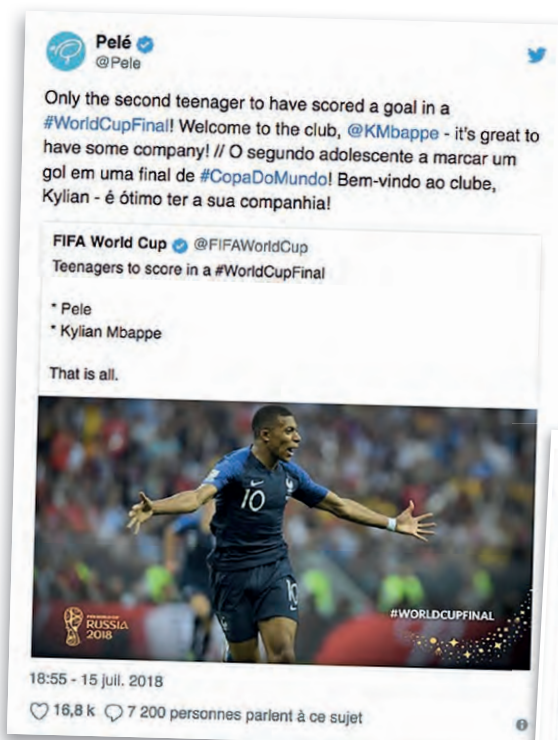 Pelé
@Pele
Only the second teenager to have scored a goal in a
#WorldCupFinal! Welcome to the club, @KMbappe - it's great to
have some company! // O segundo adolescente a marcar um
gol em uma final de #CopaDoMundo! Bem-vindo ao clube,
Kylian - é ótimo ter a sua companhia!
FIFA World Cup @FIFAWorldCup
Teenagers to score in a #WorldCupFinal
* Pele
* Kylian Mbappe
That is all.
10
10
#WORLDCUPFINAL
RUSSIA
2018
18:55 - 15 juil. 2018
16,8 k 7 200 personnes parlent à ce sujet